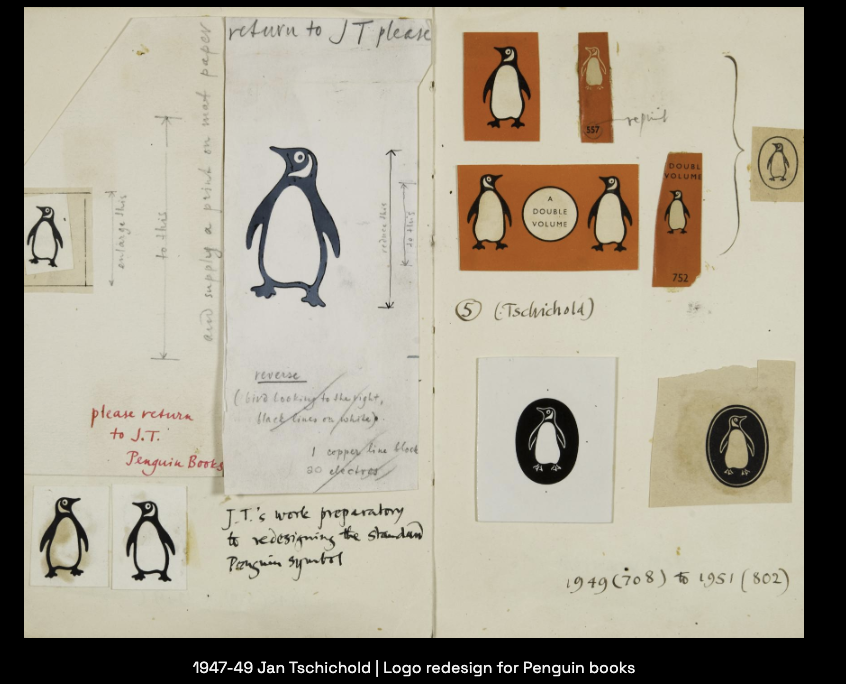 return to J T please
and supply a print on matt paper
enlarge this
to this
reduce this
to this
reverse
(bird looking to the right,
black lines on white).
1 copper line block
30 electros
please return
to J.T.
Penguin Books
J.T.'s work preparatory
to redesigning the standard
Penguin symbol
557
reprint
A
DOUBLE
VOLUME
DOUBL
VOLUME
752
5 (Tschichold)
1949 (708) to 1951 (802)
1947-49 Jan Tschichold | Logo redesign for Penguin books